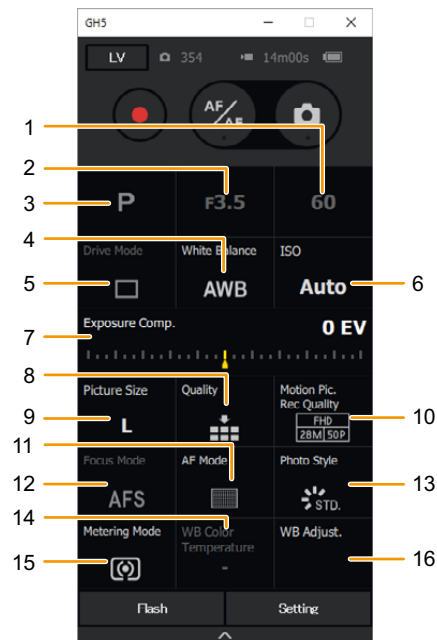 GH5
LV 354 14m00s
AF/AE
1
2
3 P F3.5 60
4
Drive Mode White Balance ISO
5 AWB Auto 6
7 Exposure Comp. 0 EV
8
Picture Size Quality Motion Pic.
Rec Quality
9 L FHD 10
28M 50P
11
Focus Mode AF Mode Photo Style
12 AFS STD. 13
14
Metering Mode WB Color WB Adjust.
Temperature
15 - 16
Flash Setting